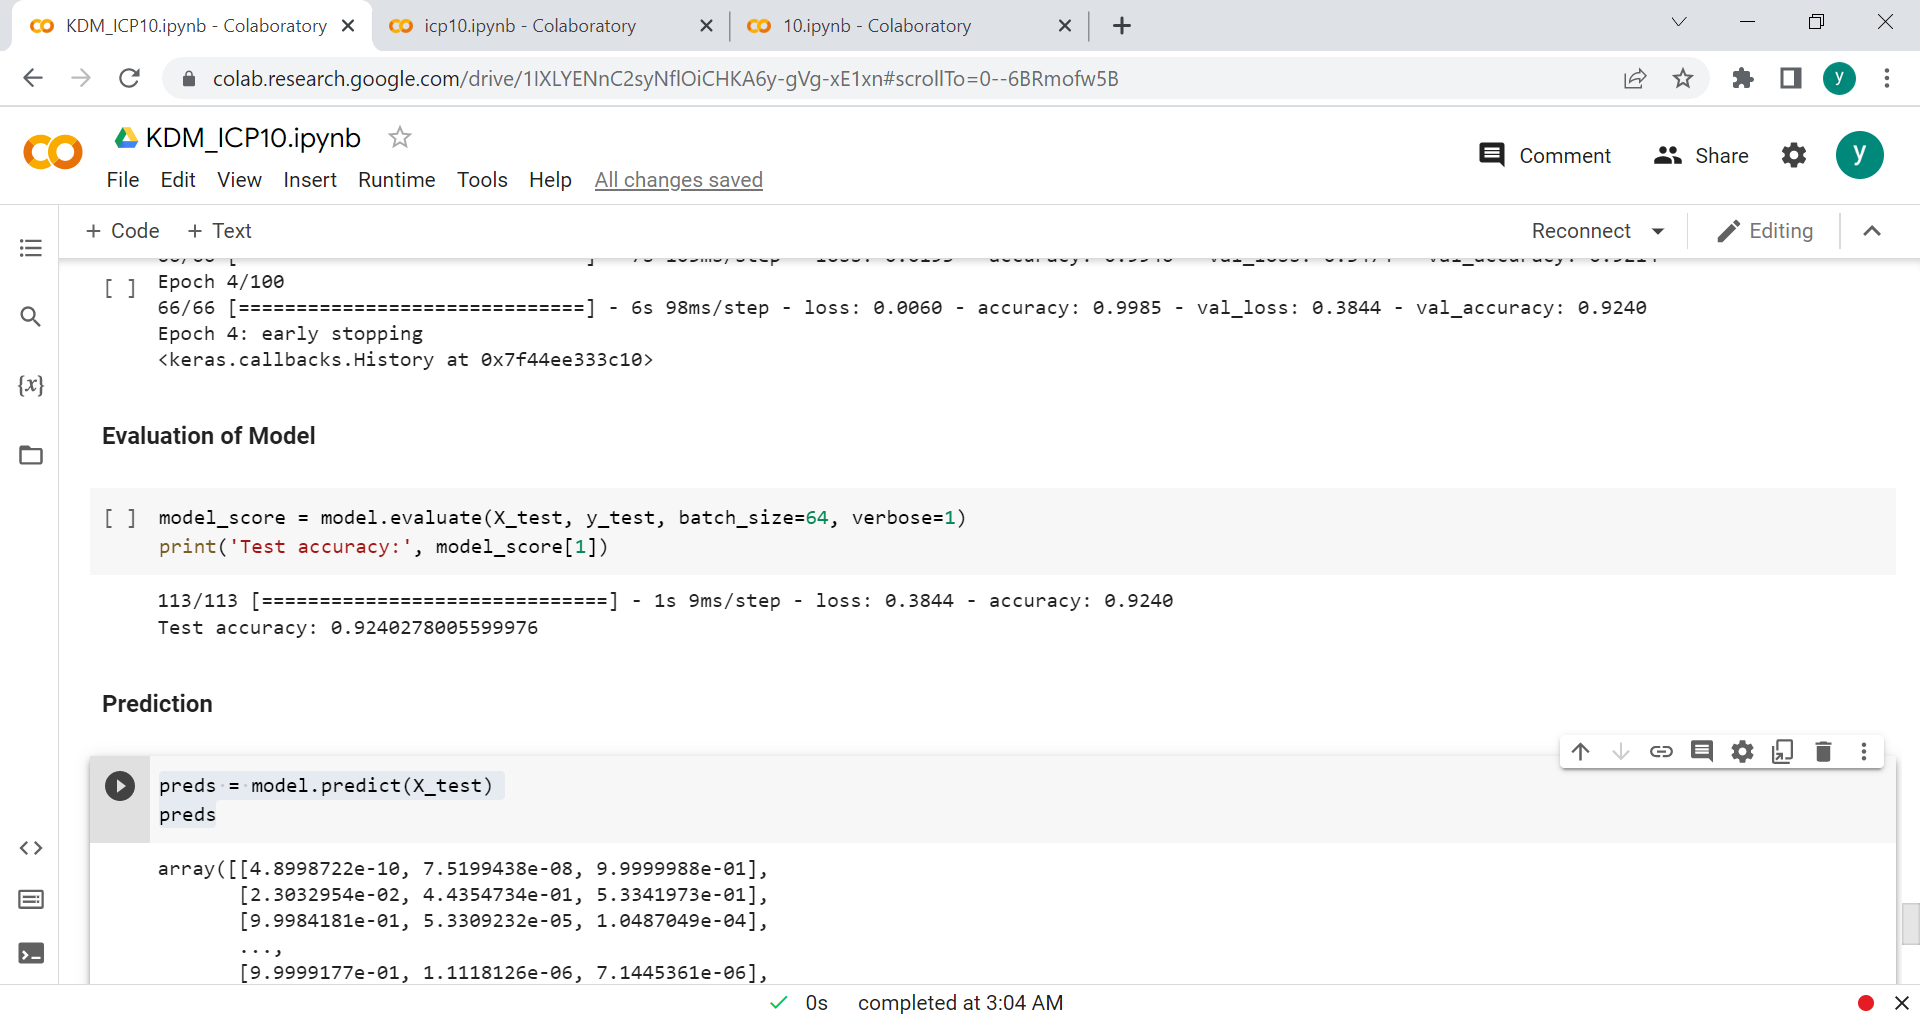 KDM_ICP10.ipynb - Colaboratory
icp10.ipynb - Colaboratory
10.ipynb - Colaboratory
colab.research.google.com/drive/1IXLYENnC2syNflOiCHKA6y-gVg-xE1xn#scrollTo=0--6BRmofw5B
y
KDM_ICP10.ipynb
Comment
Share
y
File Edit View Insert Runtime Tools Help All changes saved
+ Code + Text
Reconnect
Editing
Epoch 4/100
[ ]
66/66 [==============================] - 6s 98ms/step - loss: 0.0060 - accuracy: 0.9985 - val_loss: 0.3844 - val_accuracy: 0.9240
Epoch 4: early stopping
<keras.callbacks.History at 0x7f44ee333c10>
{x}
Evaluation of Model
[ ] model_score = model.evaluate(X_test, y_test, batch_size=64, verbose=1)
print('Test accuracy:', model_score[1])
113/113 [==============================] - 1s 9ms/step - loss: 0.3844 - accuracy: 0.9240
Test accuracy: 0.9240278005599976
Prediction
preds = model.predict(X_test)
preds
array([[4.8998722e-10, 7.5199438e-08, 9.9999988e-01],
[2.3032954e-02, 4.4354734e-01, 5.3341973e-01],
[9.9984181e-01, 5.3309232e-05, 1.0487049e-04],
...,
[9.9999177e-01, 1.1118126e-06, 7.1445361e-06],
0s completed at 3:04 AM